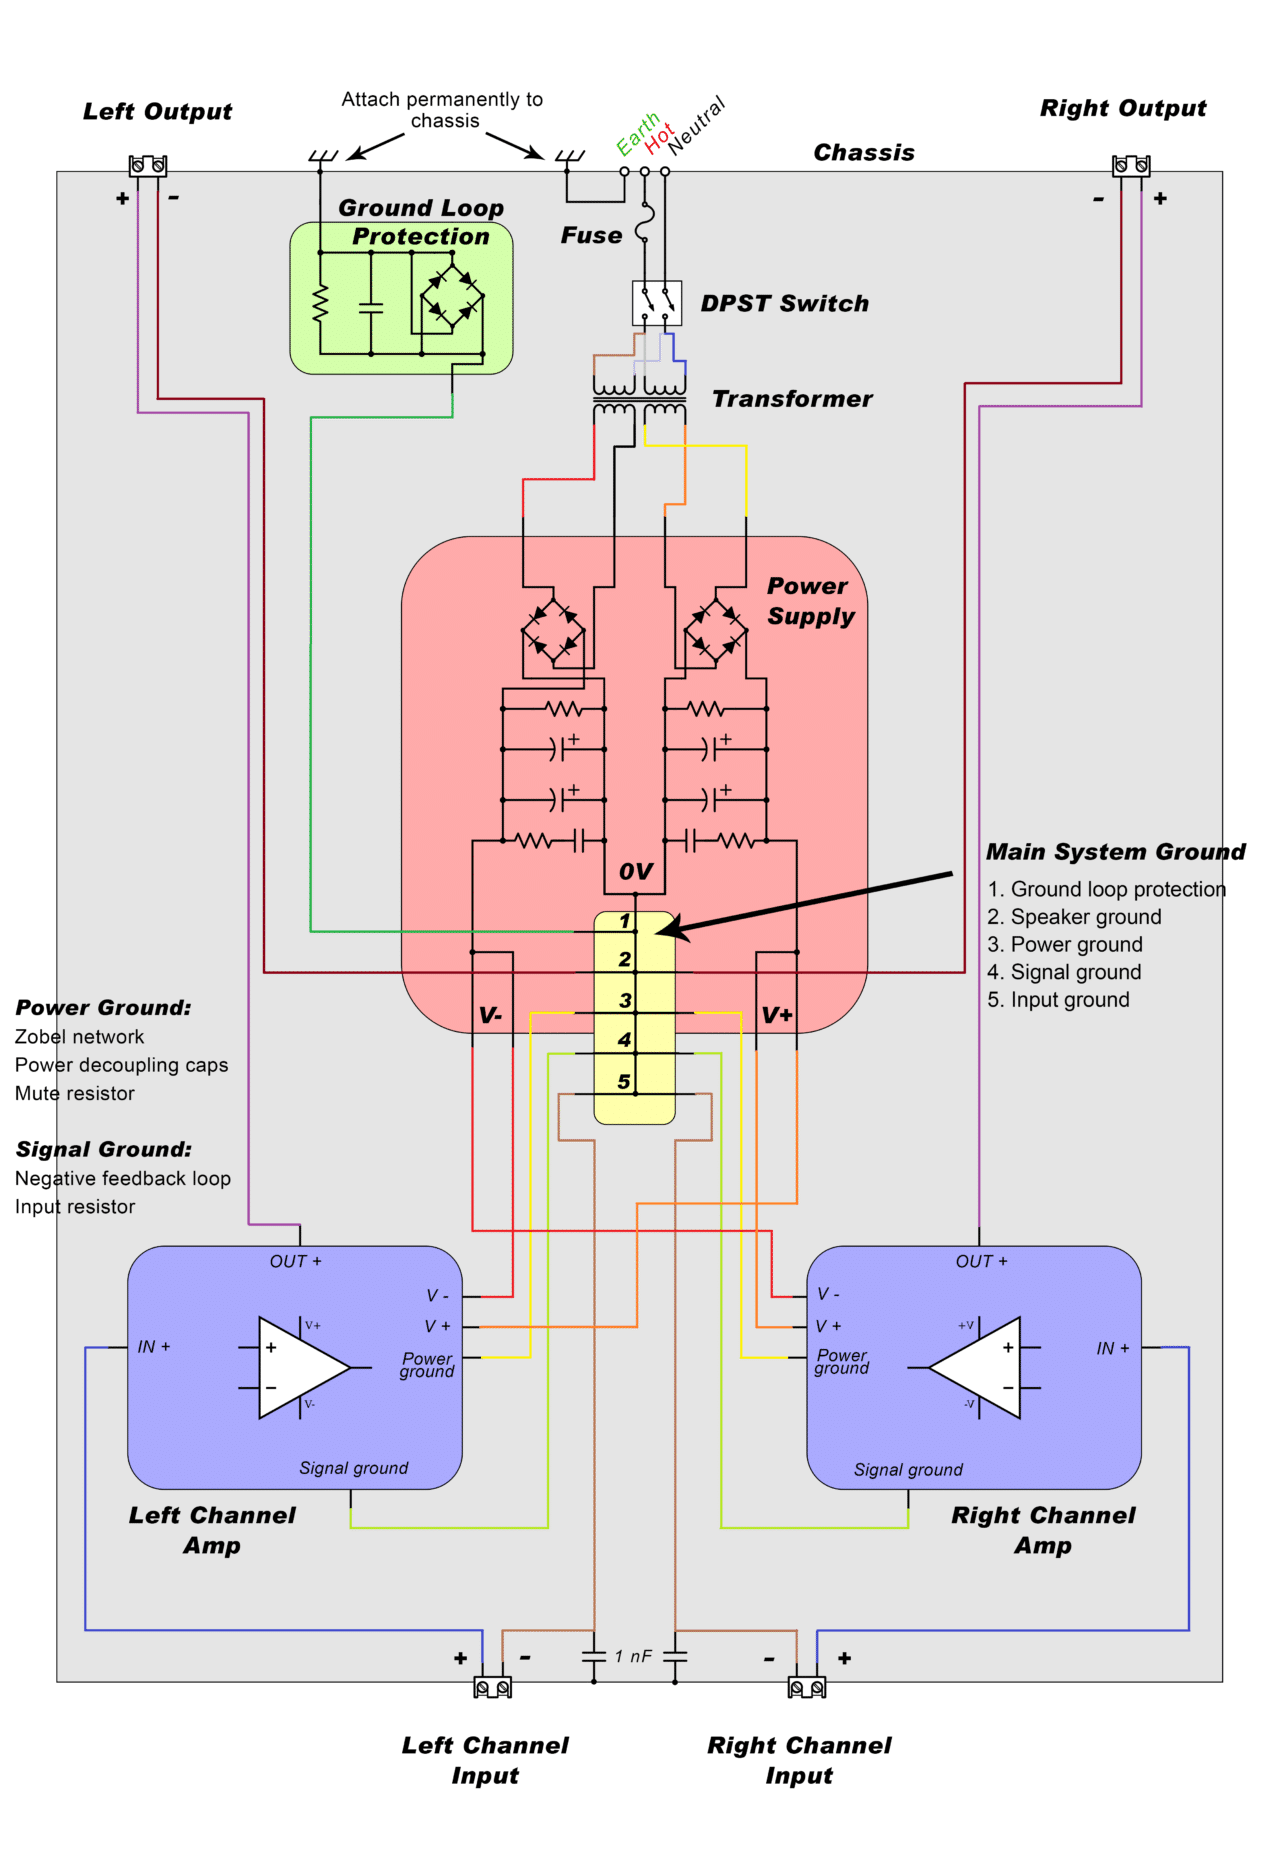 Left Output
Attach permanently to
chassis
Earth
Hot
Neutral
Right Output
Chassis
+
-
-
+
Ground Loop
Protection
Fuse
DPST Switch
Transformer
Power
Supply
+
+
+
+
0V
Main System Ground
1. Ground loop protection
2. Speaker ground
3. Power ground
4. Signal ground
5. Input ground
1
2
3
4
5
V-
V+
Power Ground:
Zobel network
Power decoupling caps
Mute resistor
Signal Ground:
Negative feedback loop
Input resistor
OUT +
V -
V +
Power
ground
IN +
V+
+
-
V-
Signal ground
Left Channel
Amp
OUT +
V -
V +
Power
ground
IN +
+V
+
-
-V
Signal ground
Right Channel
Amp
+
-
1 nF
-
+
Left Channel
Input
Right Channel
Input